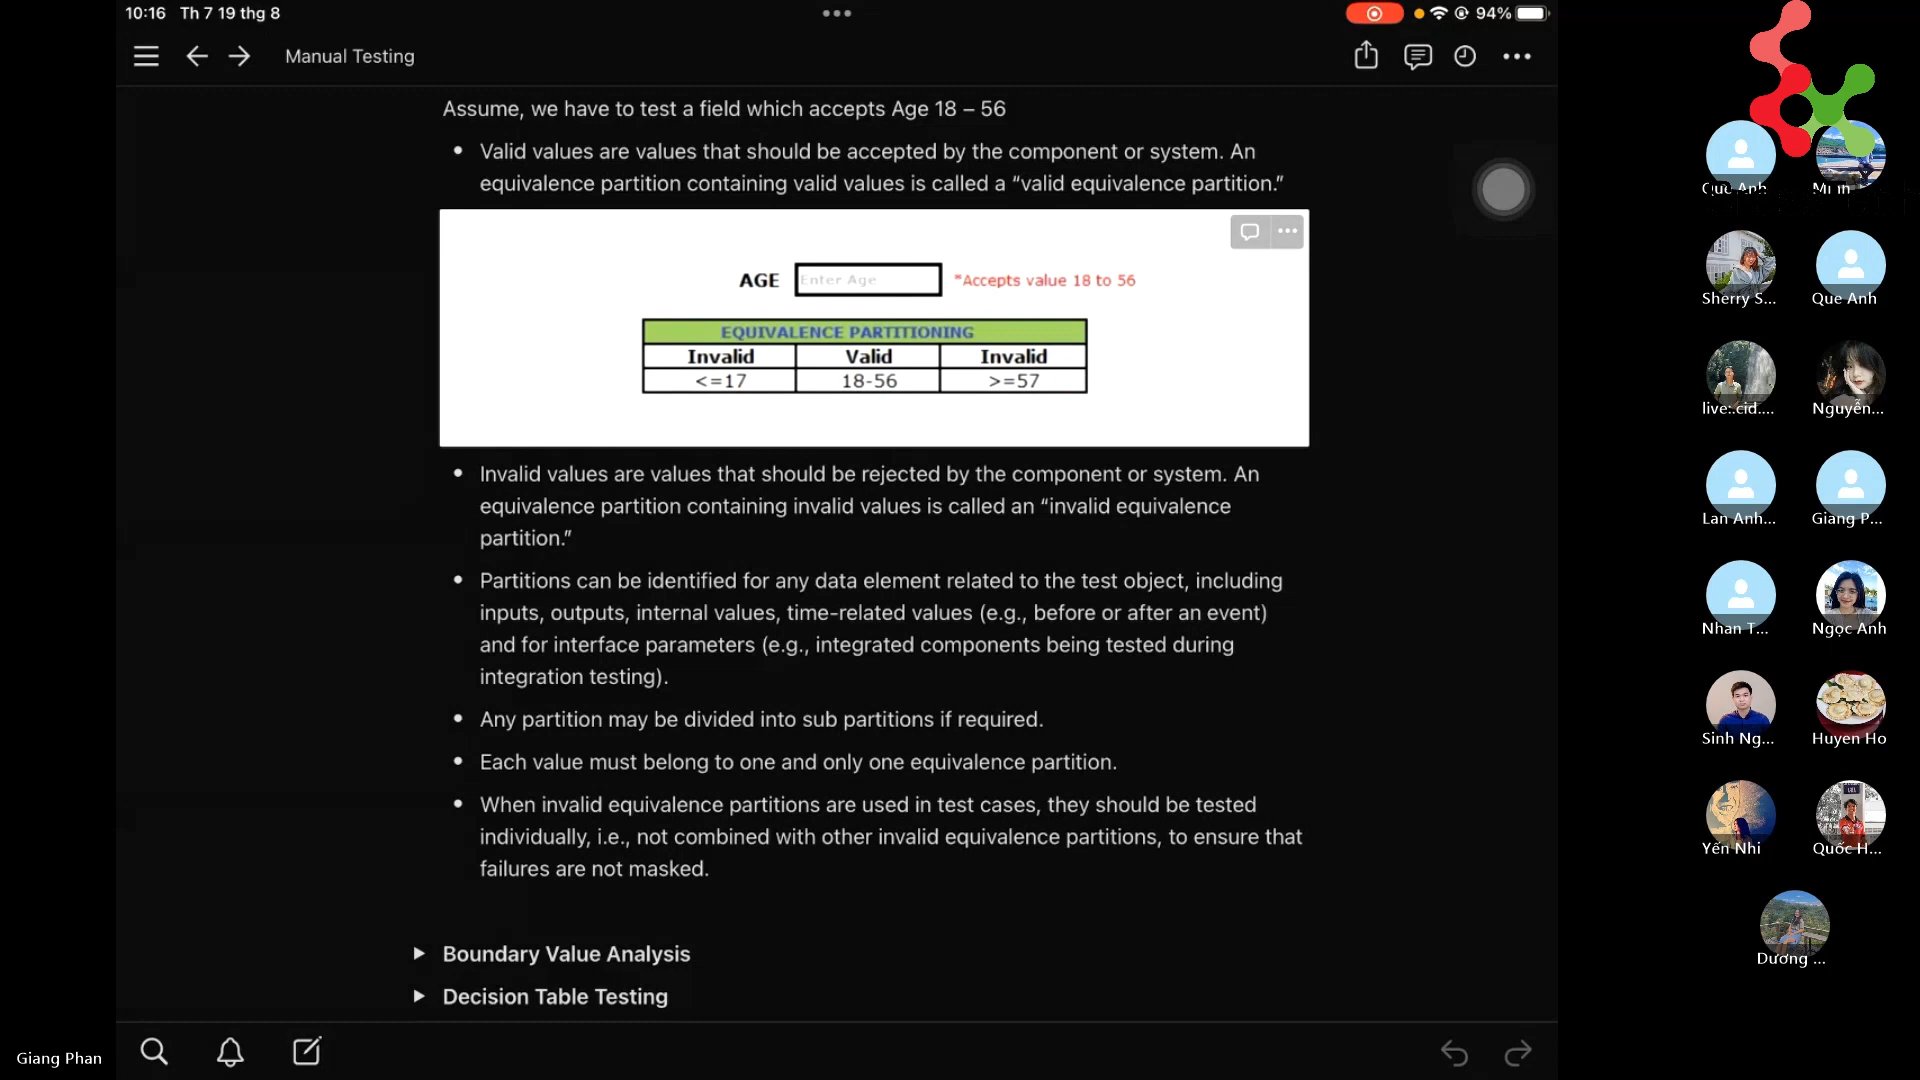 10:16 Th 7 19 thg 8
94%
Manual Testing
Assume, we have to test a field which accepts Age 18 – 56
• Valid values are values that should be accepted by the component or system. An
equivalence partition containing valid values is called a “valid equivalence partition.”
AGE Enter Age *Accepts value 18 to 56
EQUIVALENCE PARTITIONING
Invalid Valid Invalid
<=17 18-56 >=57
• Invalid values are values that should be rejected by the component or system. An
equivalence partition containing invalid values is called an “invalid equivalence
partition.”
• Partitions can be identified for any data element related to the test object, including
inputs, outputs, internal values, time-related values (e.g., before or after an event)
and for interface parameters (e.g., integrated components being tested during
integration testing).
• Any partition may be divided into sub partitions if required.
• Each value must belong to one and only one equivalence partition.
• When invalid equivalence partitions are used in test cases, they should be tested
individually, i.e., not combined with other invalid equivalence partitions, to ensure that
failures are not masked.
Boundary Value Analysis
Decision Table Testing
Giang Phan
Sherry S... Que Anh
live:.cid.... Nguyễn...
Lan Anh... Giang P...
Nhan T... Ngọc Anh
Sinh Ng... Huyen Ho
Yến Nhi Quốc H...
Dương ...